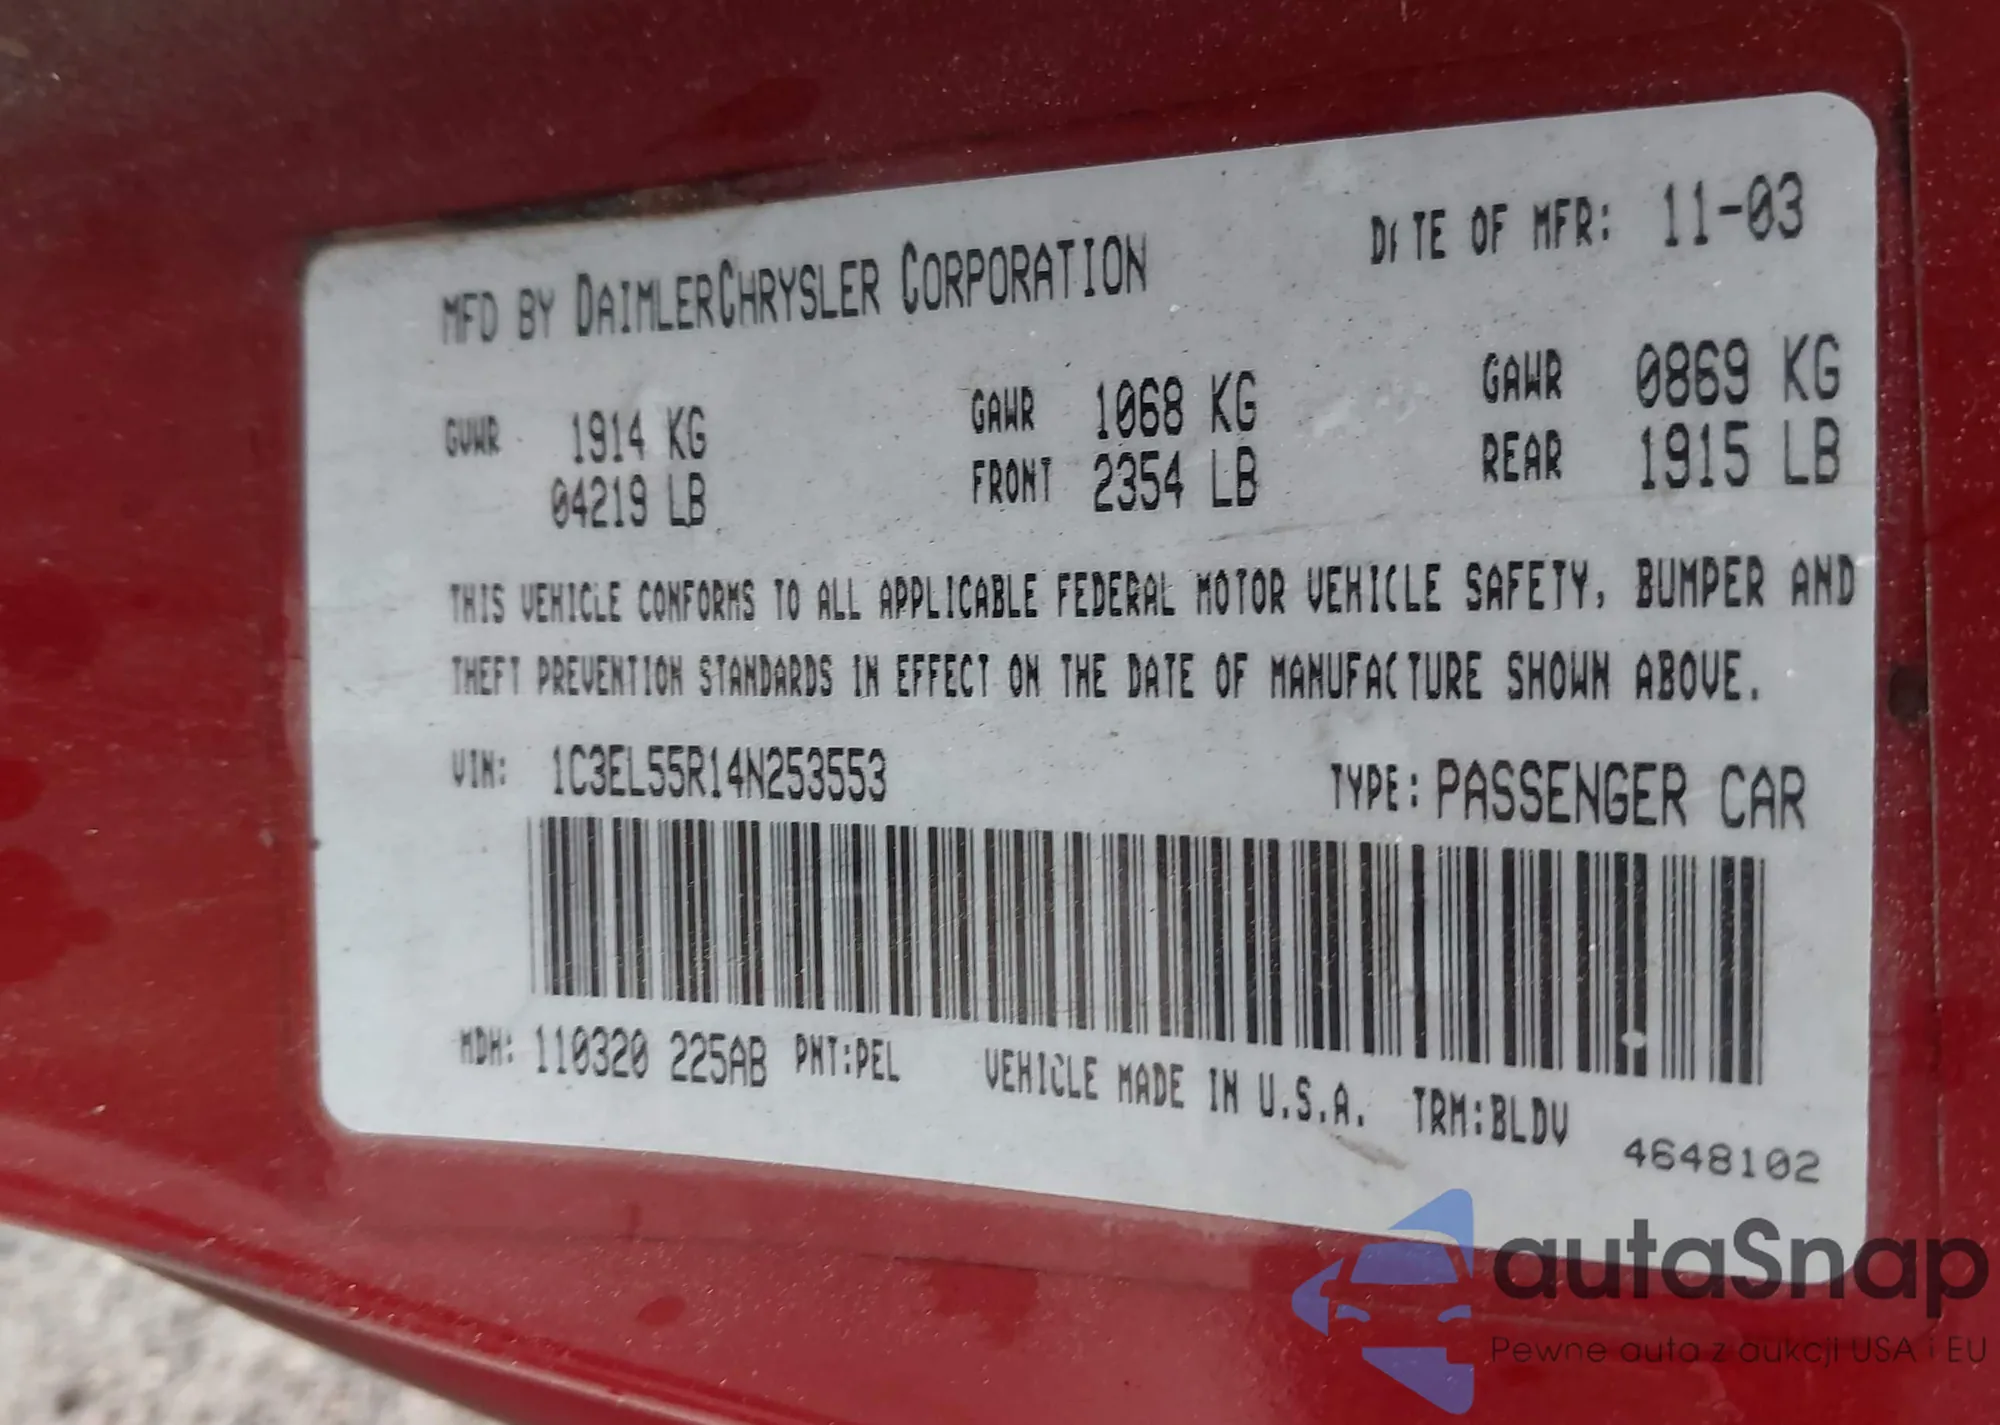 MFD BY DAIMLERCHRYSLER CORPORATION DATE OF MFR: 11-03
GVWR 1914 KG GAWR 1068 KG GAWR 0869 KG
04219 LB FRONT 2354 LB REAR 1915 LB
THIS VEHICLE CONFORMS TO ALL APPLICABLE FEDERAL MOTOR VEHICLE SAFETY, BUMPER AND
THEFT PREVENTION STANDARDS IN EFFECT ON THE DATE OF MANUFACTURE SHOWN ABOVE.
VIN: 1C3EL55R14N253553 TYPE: PASSENGER CAR
MDH: 110320 225AB PNT:PEL VEHICLE MADE IN U.S.A. TRM:BLDV
4648102
autaSnap
Pewne auta z aukcji USA i EU